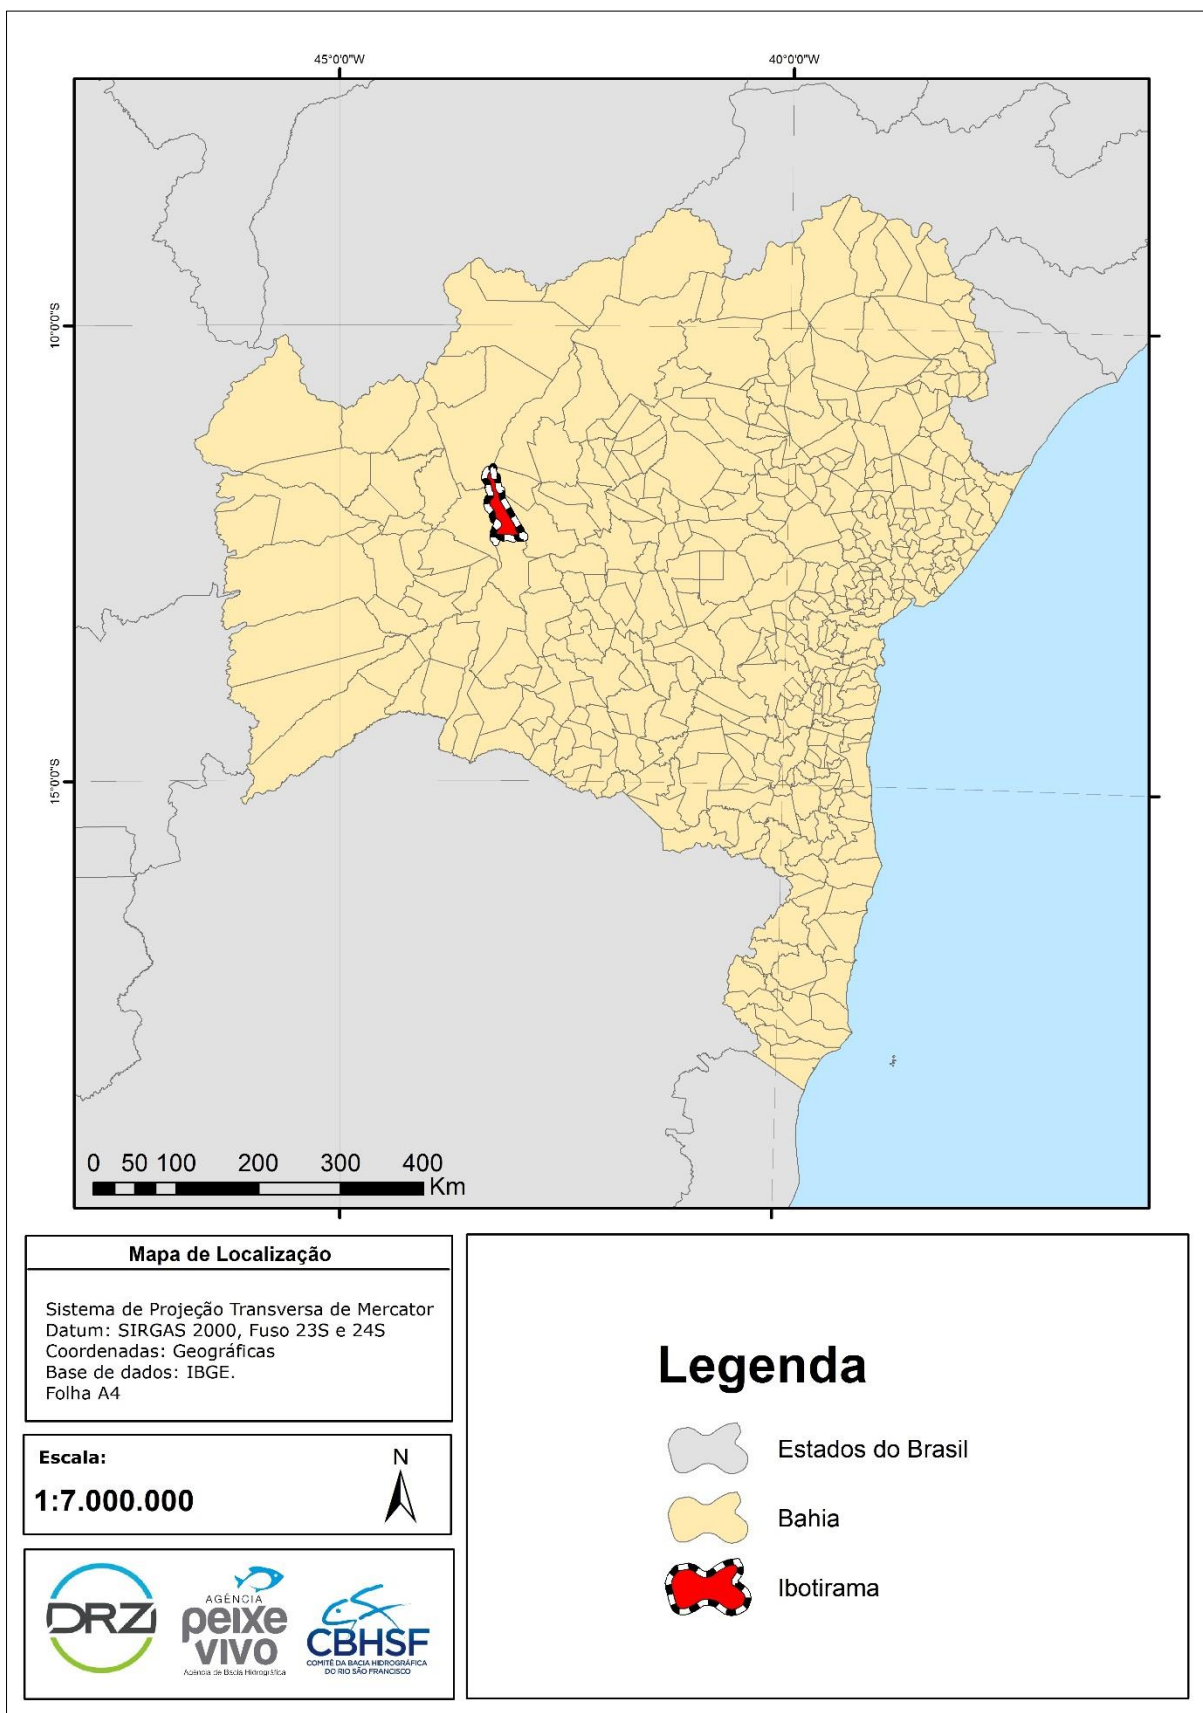 45°0'0"W
40°0'0"W
10°0'0"S
15°0'0"S
0 50 100 200 300 400
Km
Mapa de Localização
Sistema de Projeção Transversa de Mercator
Datum: SIRGAS 2000, Fuso 23S e 24S
Coordenadas: Geográficas
Base de dados: IBGE.
Folha A4
Escala:
N
1:7.000.000
DRZ
AGÊNCIA
peixe
VIVO
Agência de Bacia Hidrográfica
CBHSF
COMITÊ DA BACIA HIDROGRÁFICA
DO RIO SÃO FRANCISCO
Legenda
Estados do Brasil
Bahia
Ibotirama